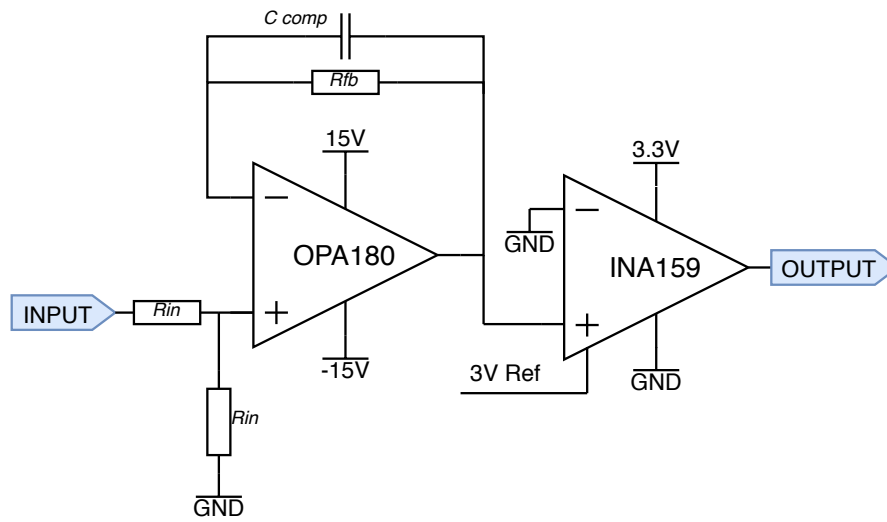 C comp
Rfb
15V
3.3V
−
−
OPA180
GND
INA159
OUTPUT
INPUT
Rin
+
+
-15V
3V Ref
GND
Rin
GND